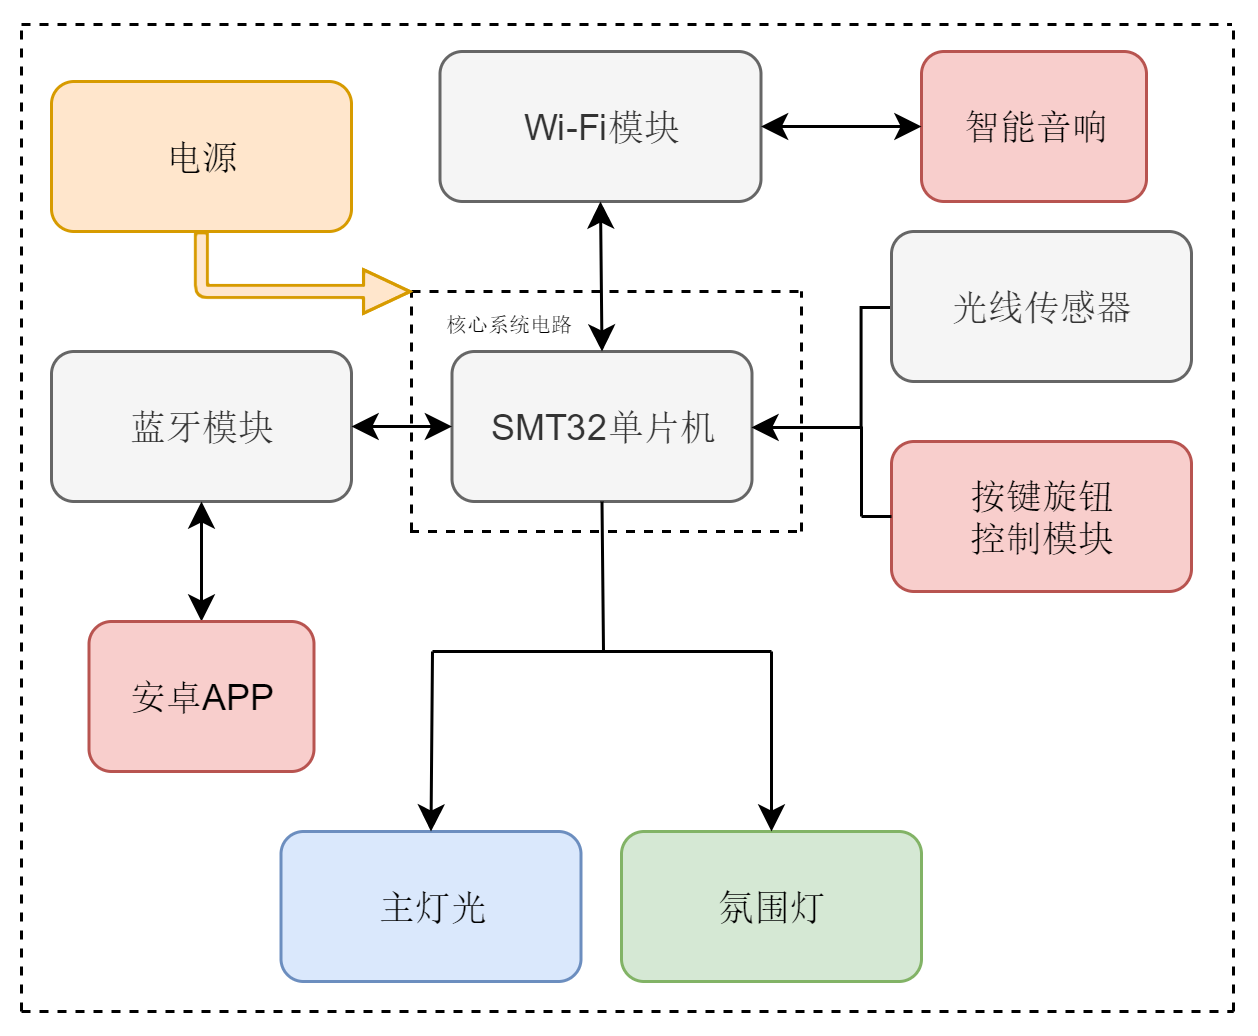 Wi-Fi模块
智能音响
电源
光线传感器
核心系统电路
蓝牙模块
SMT32单片机
按键旋钮
控制模块
安卓APP
主灯光
氛围灯